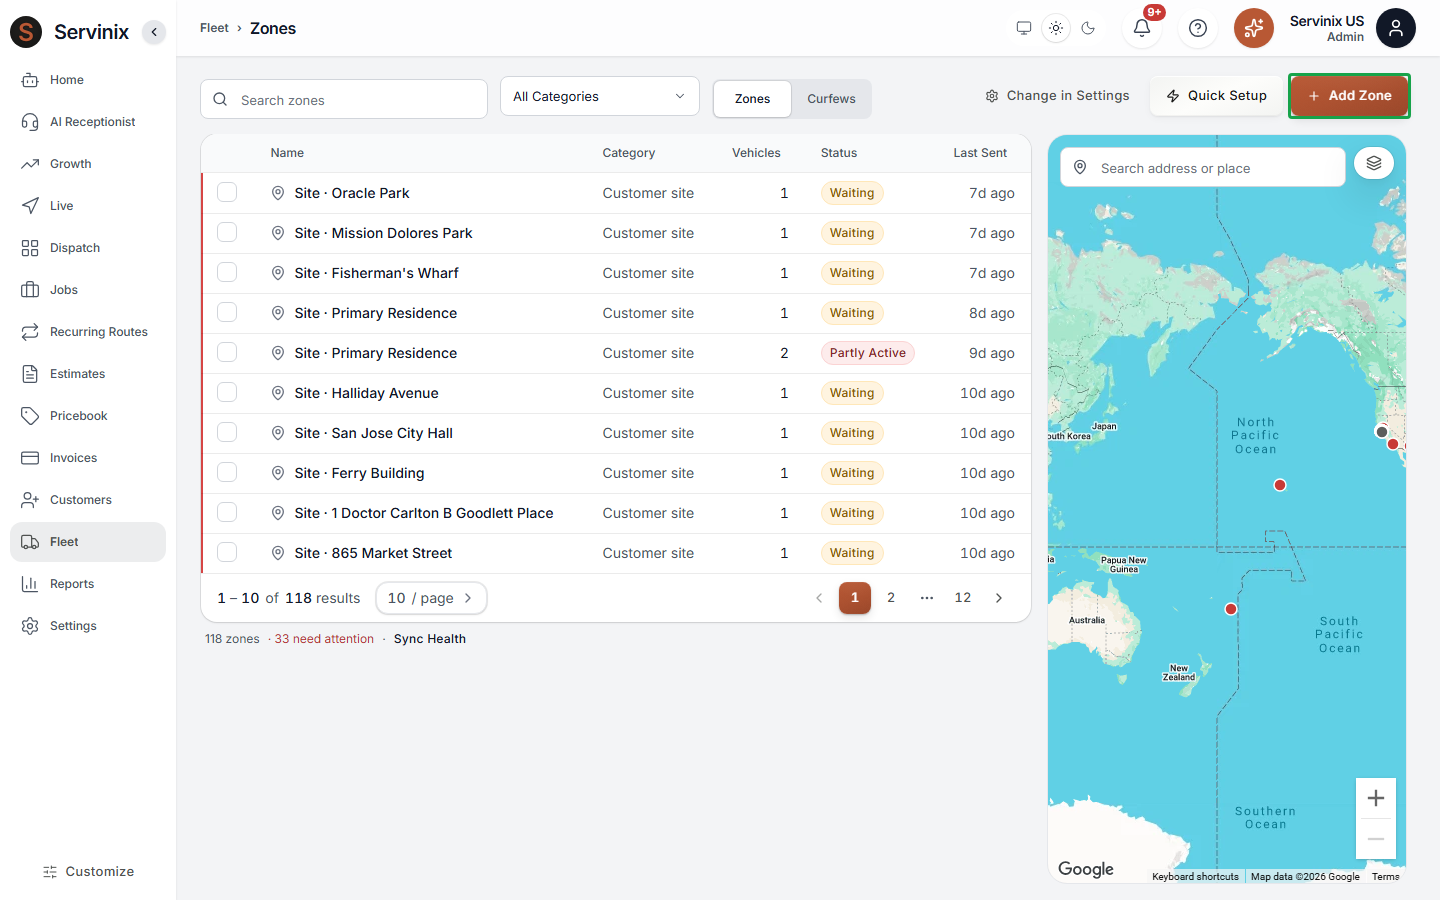 S Servinix
Home
AI Receptionist
Growth
Live
Dispatch
Jobs
Recurring Routes
Estimates
Pricebook
Invoices
Customers
Fleet
Reports
Settings
Customize
Fleet › Zones
9+
Servinix US
Admin
Search zones
All Categories
Zones
Curfews
Change in Settings
Quick Setup
+ Add Zone
Name Category Vehicles Status Last Sent
Site · Oracle Park Customer site 1 Waiting 7d ago
Site · Mission Dolores Park Customer site 1 Waiting 7d ago
Site · Fisherman's Wharf Customer site 1 Waiting 7d ago
Site · Primary Residence Customer site 1 Waiting 8d ago
Site · Primary Residence Customer site 2 Partly Active 9d ago
Site · Halliday Avenue Customer site 1 Waiting 10d ago
Site · San Jose City Hall Customer site 1 Waiting 10d ago
Site · Ferry Building Customer site 1 Waiting 10d ago
Site · 1 Doctor Carlton B Goodlett Place Customer site 1 Waiting 10d ago
Site · 865 Market Street Customer site 1 Waiting 10d ago
1 – 10 of 118 results 10 / page 1 2 ••• 12
118 zones · 33 need attention · Sync Health
Search address or place
North
Pacific
Ocean
Japan
outh Korea
ia
Papua New
Guinea
Australia
South
Pacific
Ocean
New
Zealand
Southern
Ocean
+
−
Google
Keyboard shortcuts Map data ©2026 Google Terms